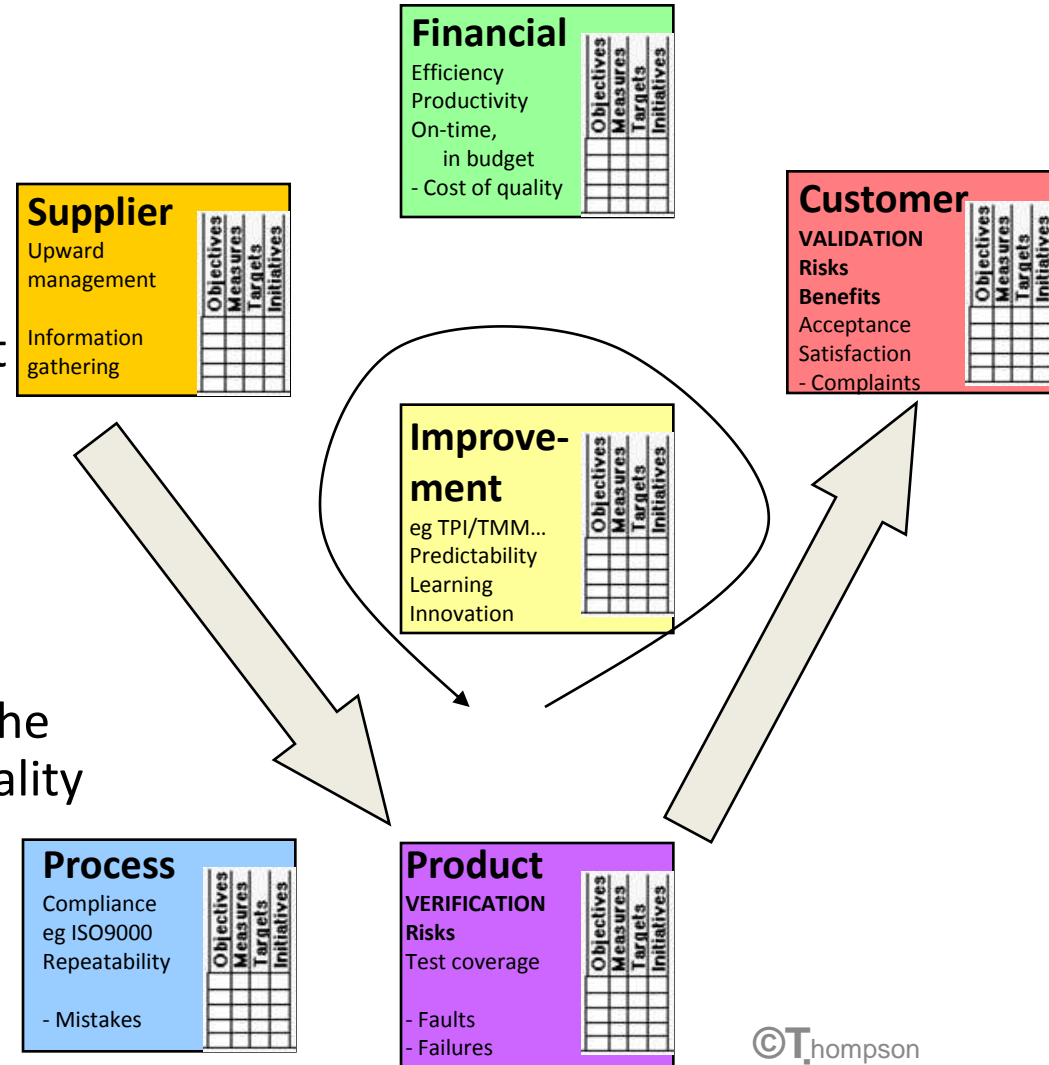 Financial
Efficiency
Productivity
On-time,
in budget
- Cost of quality
Objectives
Measures
Targets
Initiatives
Supplier
Upward
management
Information
gathering
Objectives
Measures
Targets
Initiatives
Customer
VALIDATION
Risks
Benefits
Acceptance
Satisfaction
- Complaints
Objectives
Measures
Targets
Initiatives
t
Improve-
ment
eg TPI/TMM...
Predictability
Learning
Innovation
Objectives
Measures
Targets
Initiatives
he
ality
Process
Compliance
eg ISO9000
Repeatability
- Mistakes
Objectives
Measures
Targets
Initiatives
Product
VERIFICATION
Risks
Test coverage
- Faults
- Failures
Objectives
Measures
Targets
Initiatives
©Thompson